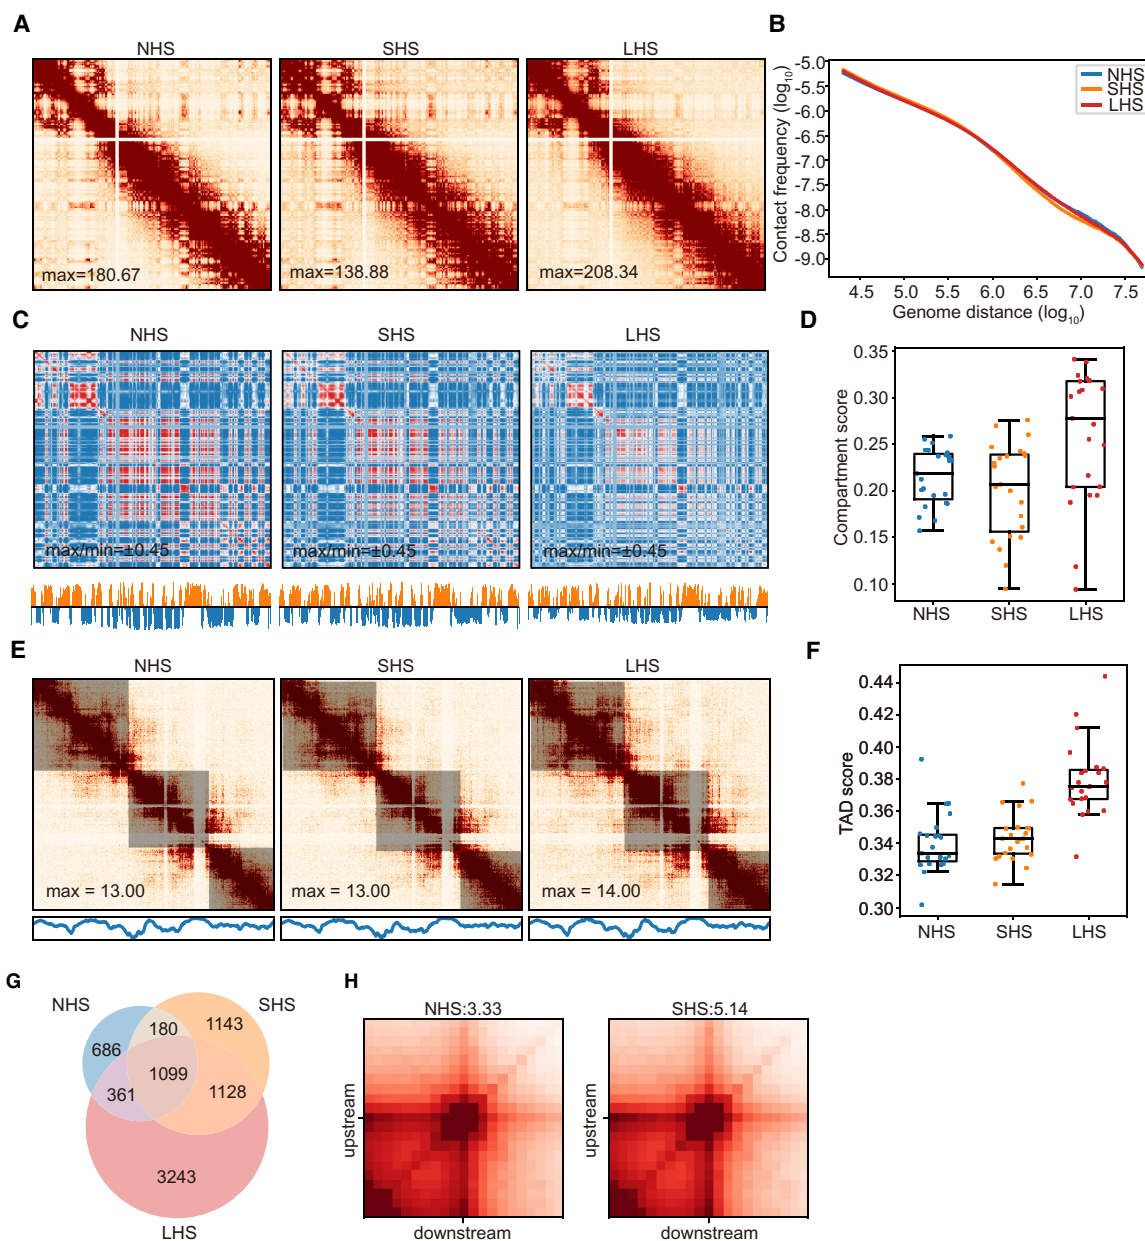 A
NHS
SHS
LHS
max=180.67
max=138.88
max=208.34
B
Contact frequency (log10)
-5.0
-5.5
-6.0
-6.5
-7.0
-7.5
-8.0
-8.5
-9.0
NHS
SHS
LHS
4.5 5.0 5.5 6.0 6.5 7.0 7.5
Genome distance (log10)
C
NHS
SHS
LHS
max/min=±0.45
max/min=±0.45
max/min=±0.45
D
Compartment score
0.35
0.30
0.25
0.20
0.15
0.10
NHS SHS LHS
E
NHS
SHS
LHS
max = 13.00
max = 13.00
max = 14.00
F
TAD score
0.44
0.42
0.40
0.38
0.36
0.34
0.32
0.30
NHS SHS LHS
G
NHS
SHS
180
1143
686
1099
361
1128
3243
LHS
H
NHS:3.33
upstream
downstream
SHS:5.14
upstream
downstream